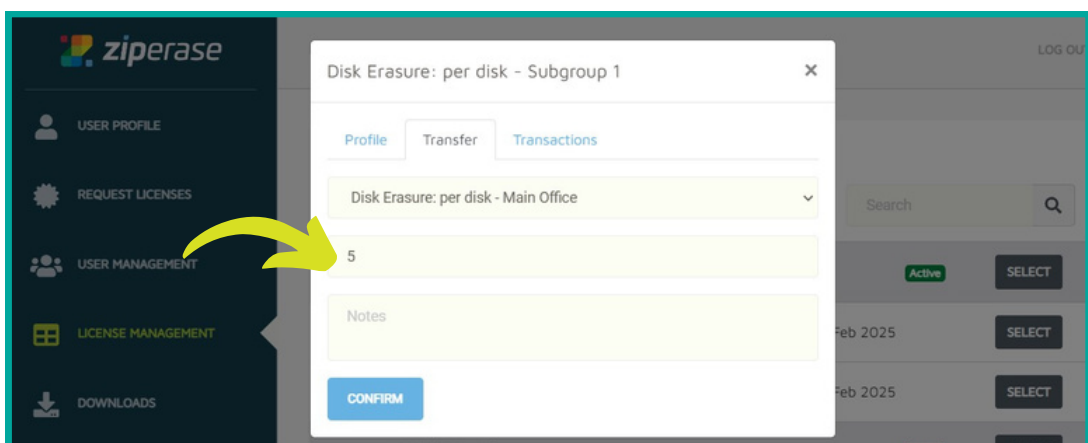 ziperase
USER PROFILE
REQUEST LICENSES
USER MANAGEMENT
LICENSE MANAGEMENT
DOWNLOADS
LOG OU
Disk Erasure: per disk - Subgroup 1 ×
Profile Transfer Transactions
Disk Erasure: per disk - Main Office
5
Notes
CONFIRM
Search
Active SELECT
Feb 2025 SELECT
Feb 2025 SELECT